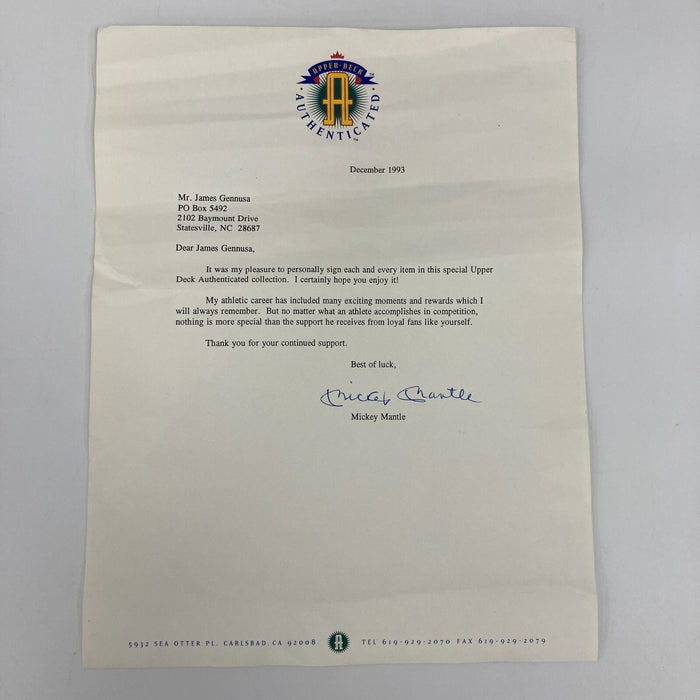 UPPER DECK
AUTHENTICATED
December 1993
Mr. James Gennusa
PO Box 5492
2102 Baymount Drive
Statesville, NC 28687
Dear James Gennusa,
It was my pleasure to personally sign each and every item in this special Upper
Deck Authenticated collection. I certainly hope you enjoy it!
My athletic career has included many exciting moments and rewards which I
will always remember. But no matter what an athlete accomplishes in competition,
nothing is more special than the support he receives from loyal fans like yourself.
Thank you for your continued support.
Best of luck,
Mickey Mantle
Mickey Mantle
5932 SEA OTTER PL. CARLSBAD, CA 92008 A TEL 619-929-2070 FAX 619-929-2079